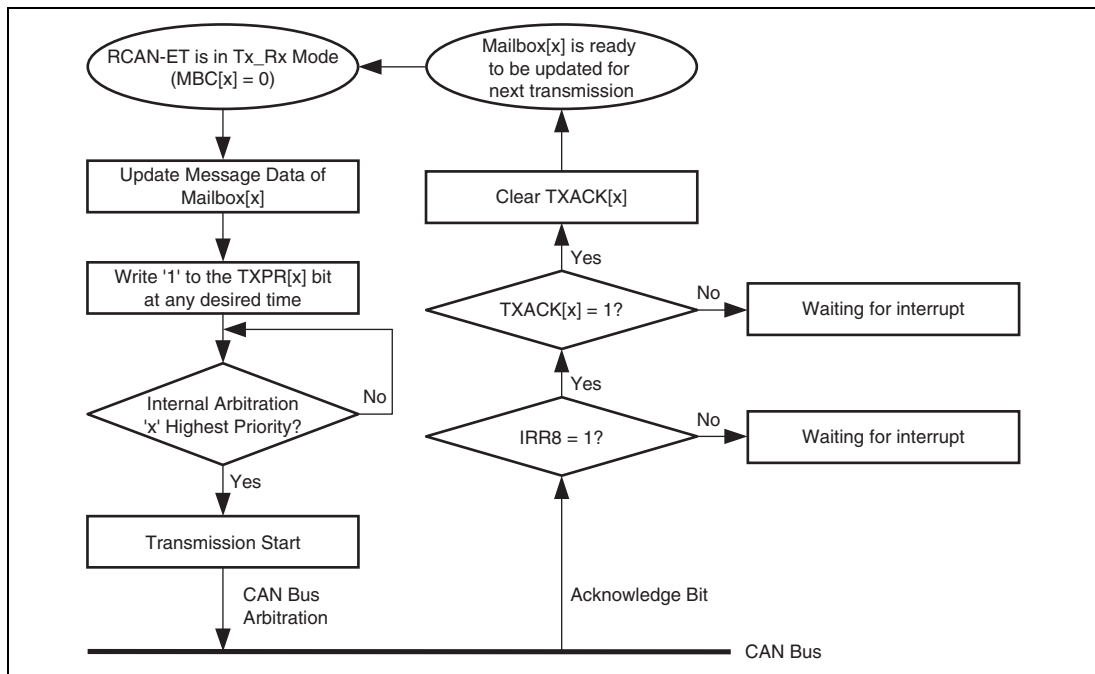 RCAN-ET is in Tx_Rx Mode
(MBC[x] = 0)
Update Message Data of
Mailbox[x]
Write '1' to the TXPR[x] bit
at any desired time
Internal Arbitration
'x' Highest Priority?
No
Yes
Transmission Start
CAN Bus
Arbitration
Mailbox[x] is ready
to be updated for
next transmission
Clear TXACK[x]
Yes
TXACK[x] = 1?
No
Waiting for interrupt
Yes
IRR8 = 1?
No
Waiting for interrupt
Acknowledge Bit
CAN Bus